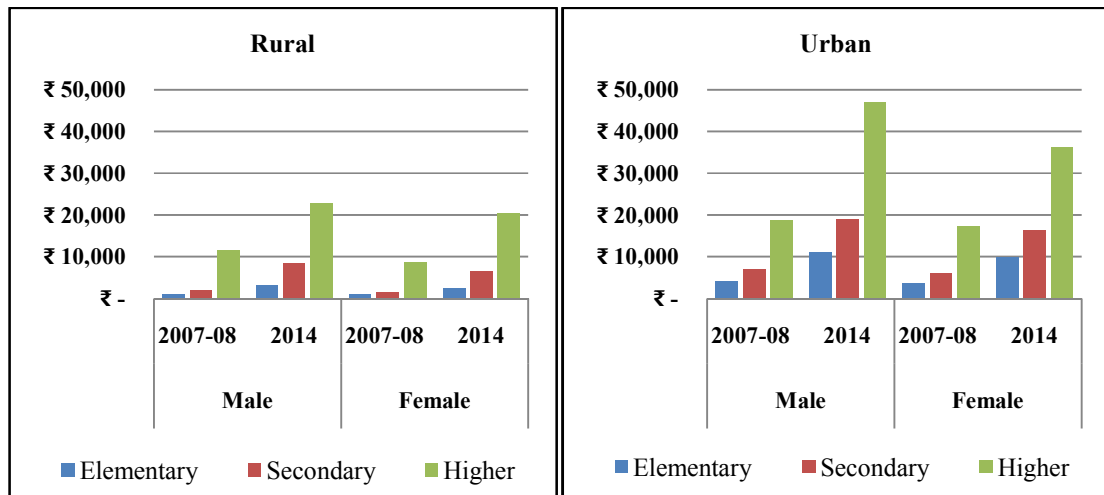 Rural
₹ 50,000
₹ 40,000
₹ 30,000
₹ 20,000
₹ 10,000
₹ -
2007-08 2014 2007-08 2014
Male Female
Elementary Secondary Higher
Urban
₹ 50,000
₹ 40,000
₹ 30,000
₹ 20,000
₹ 10,000
₹ -
2007-08 2014 2007-08 2014
Male Female
Elementary Secondary Higher